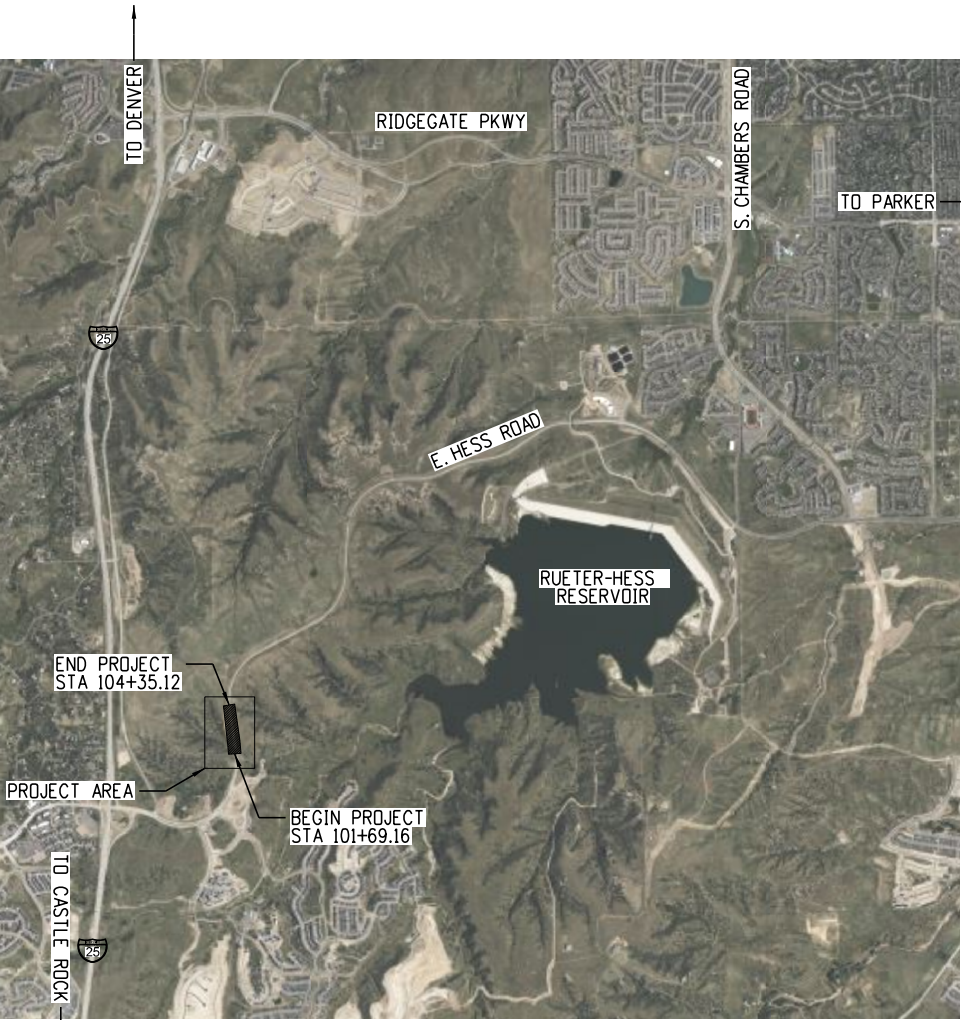 TO DENVER
RIDGEGATE PKWY
S. CHAMBERS ROAD
TO PARKER
25
E. HESS ROAD
RUETER-HESS
RESERVOIR
END PROJECT
STA 104+35.12
PROJECT AREA
BEGIN PROJECT
STA 101+69.16
TO CASTLE ROCK
25